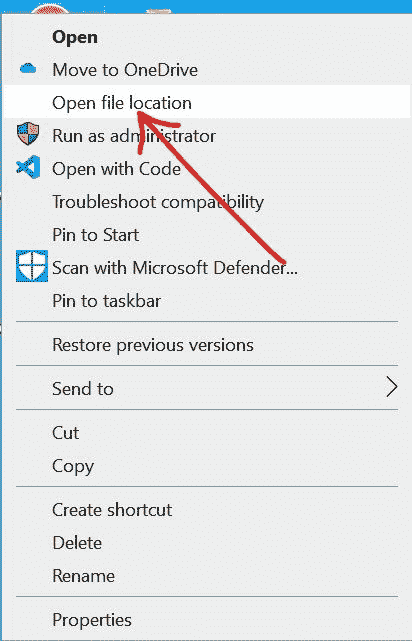 Open
Move to OneDrive
Open file location
Run as administrator
Open with Code
Troubleshoot compatibility
Pin to Start
Scan with Microsoft Defender...
Pin to taskbar
Restore previous versions
Send to
Cut
Copy
Create shortcut
Delete
Rename
Properties